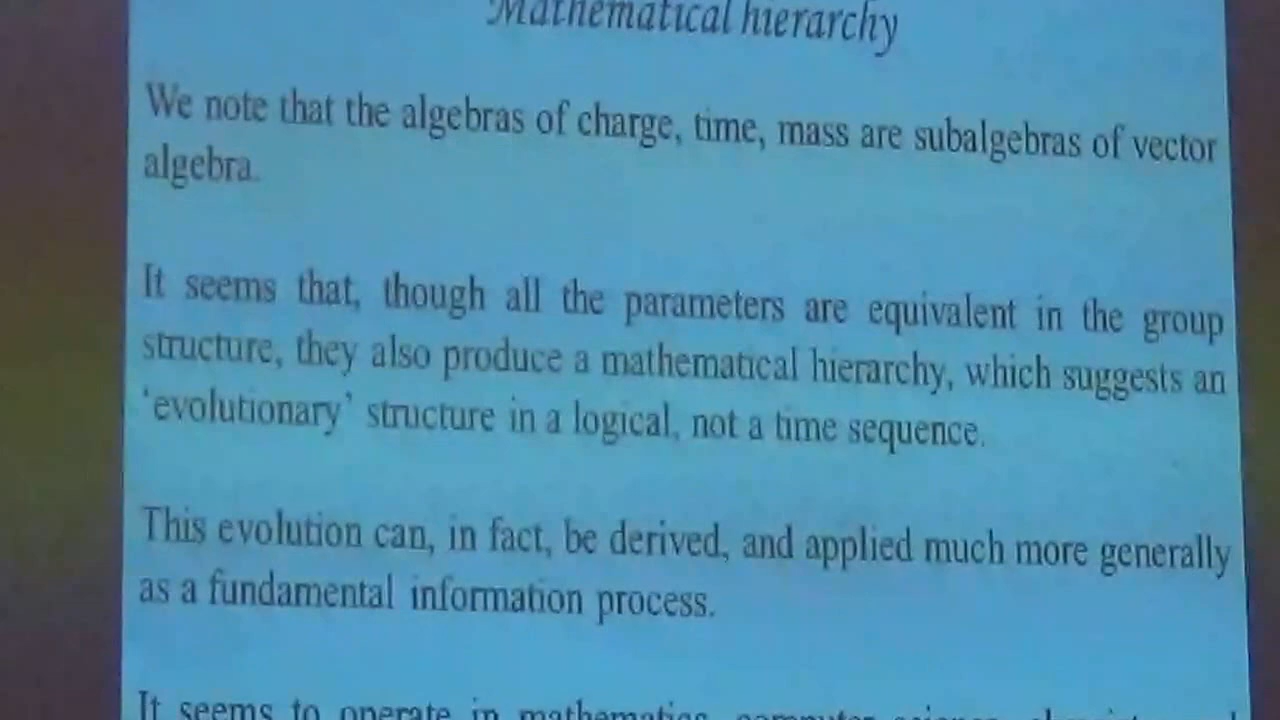 Mathematical hierarchy
We note that the algebras of charge, time, mass are subalgebras of vector
algebra.
It seems that, though all the parameters are equivalent in the group
structure, they also produce a mathematical hierarchy, which suggests an
‘evolutionary’ structure in a logical, not a time sequence.
This evolution can, in fact, be derived, and applied much more generally
as a fundamental information process.
It seems to operate in mathematics, computer science,